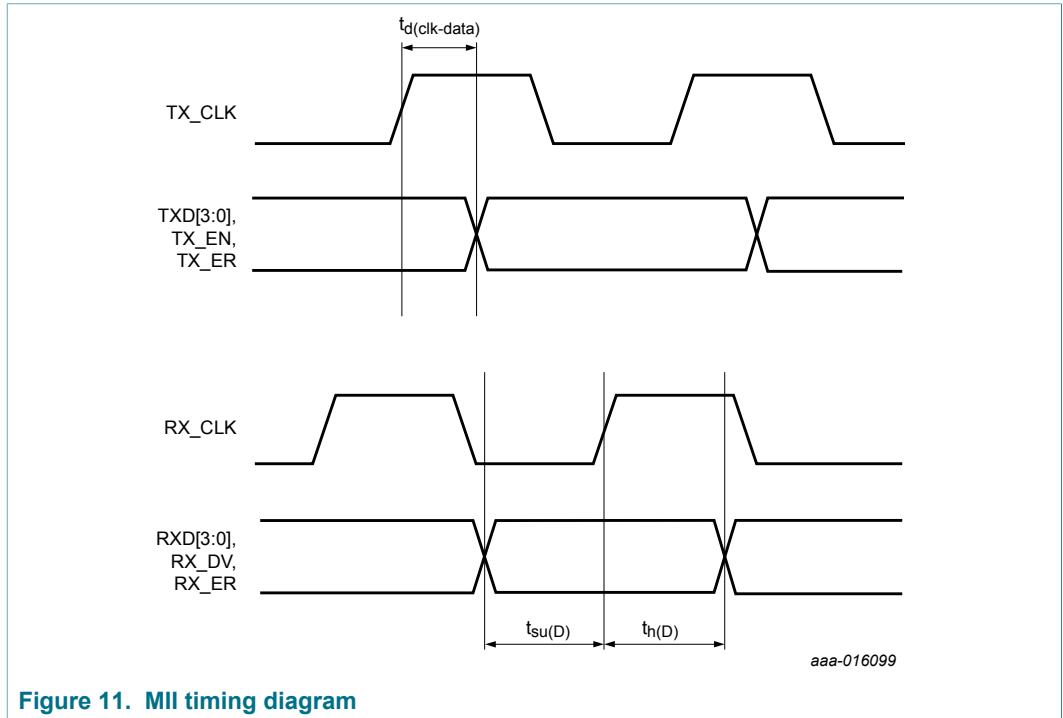 td(clk-data)
TX_CLK
TXD[3:0],
TX_EN,
TX_ER
RX_CLK
RXD[3:0],
RX_DV,
RX_ER
tsu(D)
th(D)
aaa-016099
Figure 11. MII timing diagram